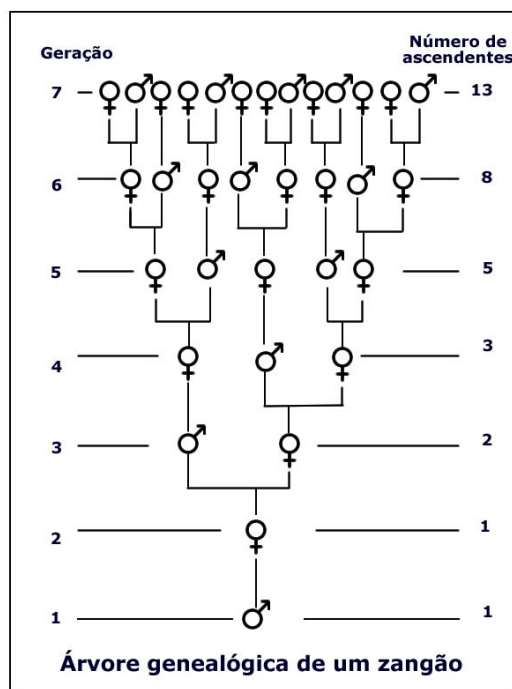 Geração
Número de
ascendentes
7 13
6 8
5 5
4 3
3 2
2 1
1 1
Árvore genealógica de um zangão